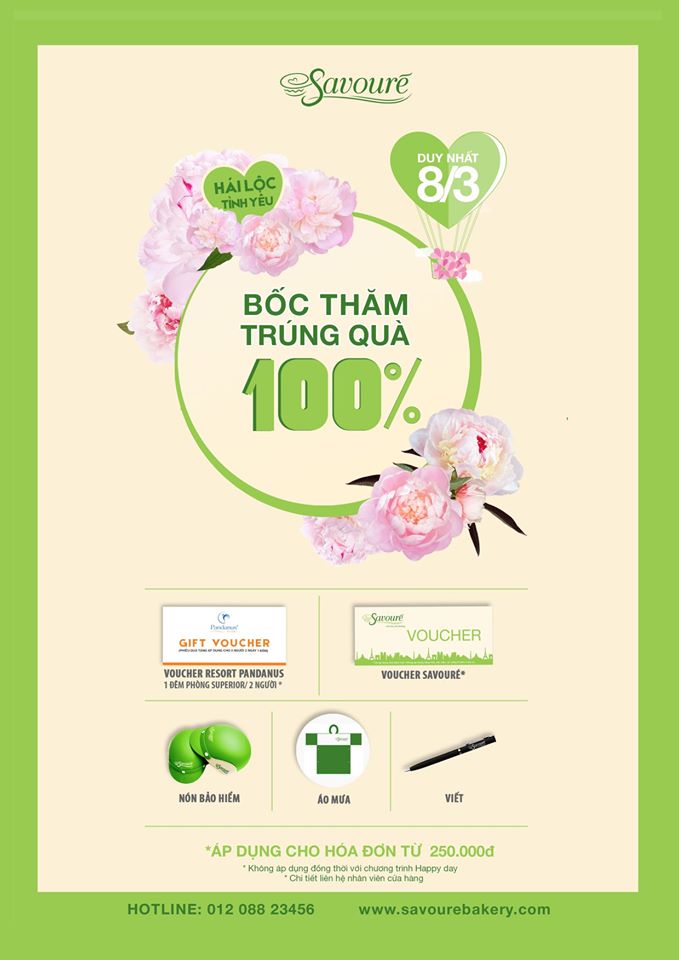 Savouré
HÁI LỘC
TÌNH YÊU
DUY NHẤT
8/3
BỐC THĂM
TRÚNG QUÀ
100%
Pandanus
GIFT VOUCHER
VOUCHER RESORT PANDANUS
1 ĐÊM PHÒNG SUPERIOR/ 2 NGƯỜI *
Savouré
VOUCHER
VOUCHER SAVOURÉ*
NÓN BẢO HIỂM
Savouré
ÁO MƯA
VIẾT
*ÁP DỤNG CHO HÓA ĐƠN TỪ 250.000đ
* Không áp dụng đồng thời với chương trình Happy day
* Chi tiết liên hệ nhân viên cửa hàng
HOTLINE: 012 088 23456 www.savourebakery.com